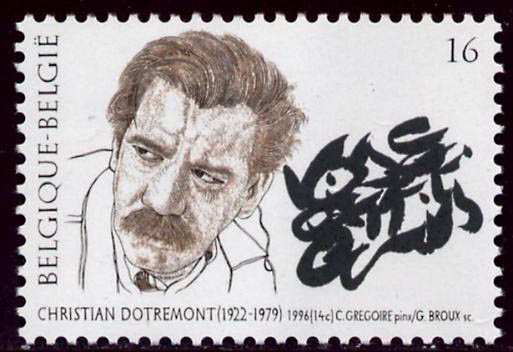 BELGIQUE-BELGIË
16
CHRISTIAN DOTREMONT (1922-1979) 1996(14c) C.GREGOIRE pinx/G. BROUX sc.